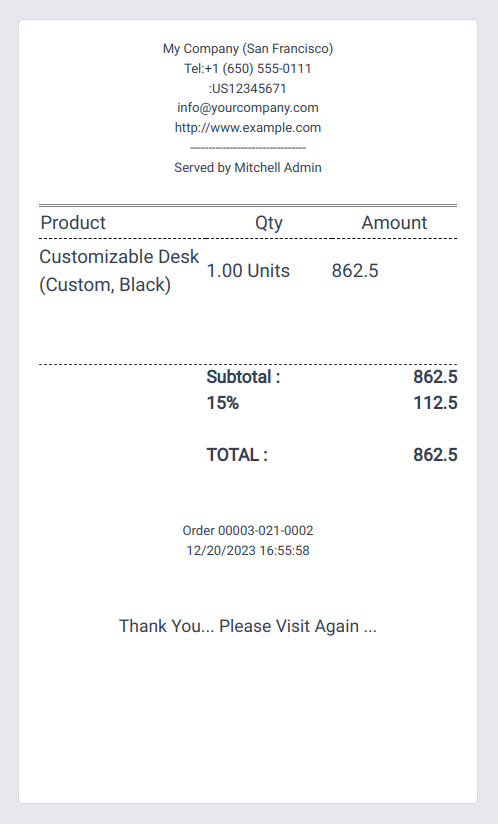 My Company (San Francisco)
Tel:+1 (650) 555-0111
:US12345671
info@yourcompany.com
http://www.example.com
--------------------------------
Served by Mitchell Admin
Product Qty Amount
Customizable Desk
(Custom, Black) 1.00 Units 862.5
Subtotal : 862.5
15% 112.5
TOTAL : 862.5
Order 00003-021-0002
12/20/2023 16:55:58
Thank You... Please Visit Again ...